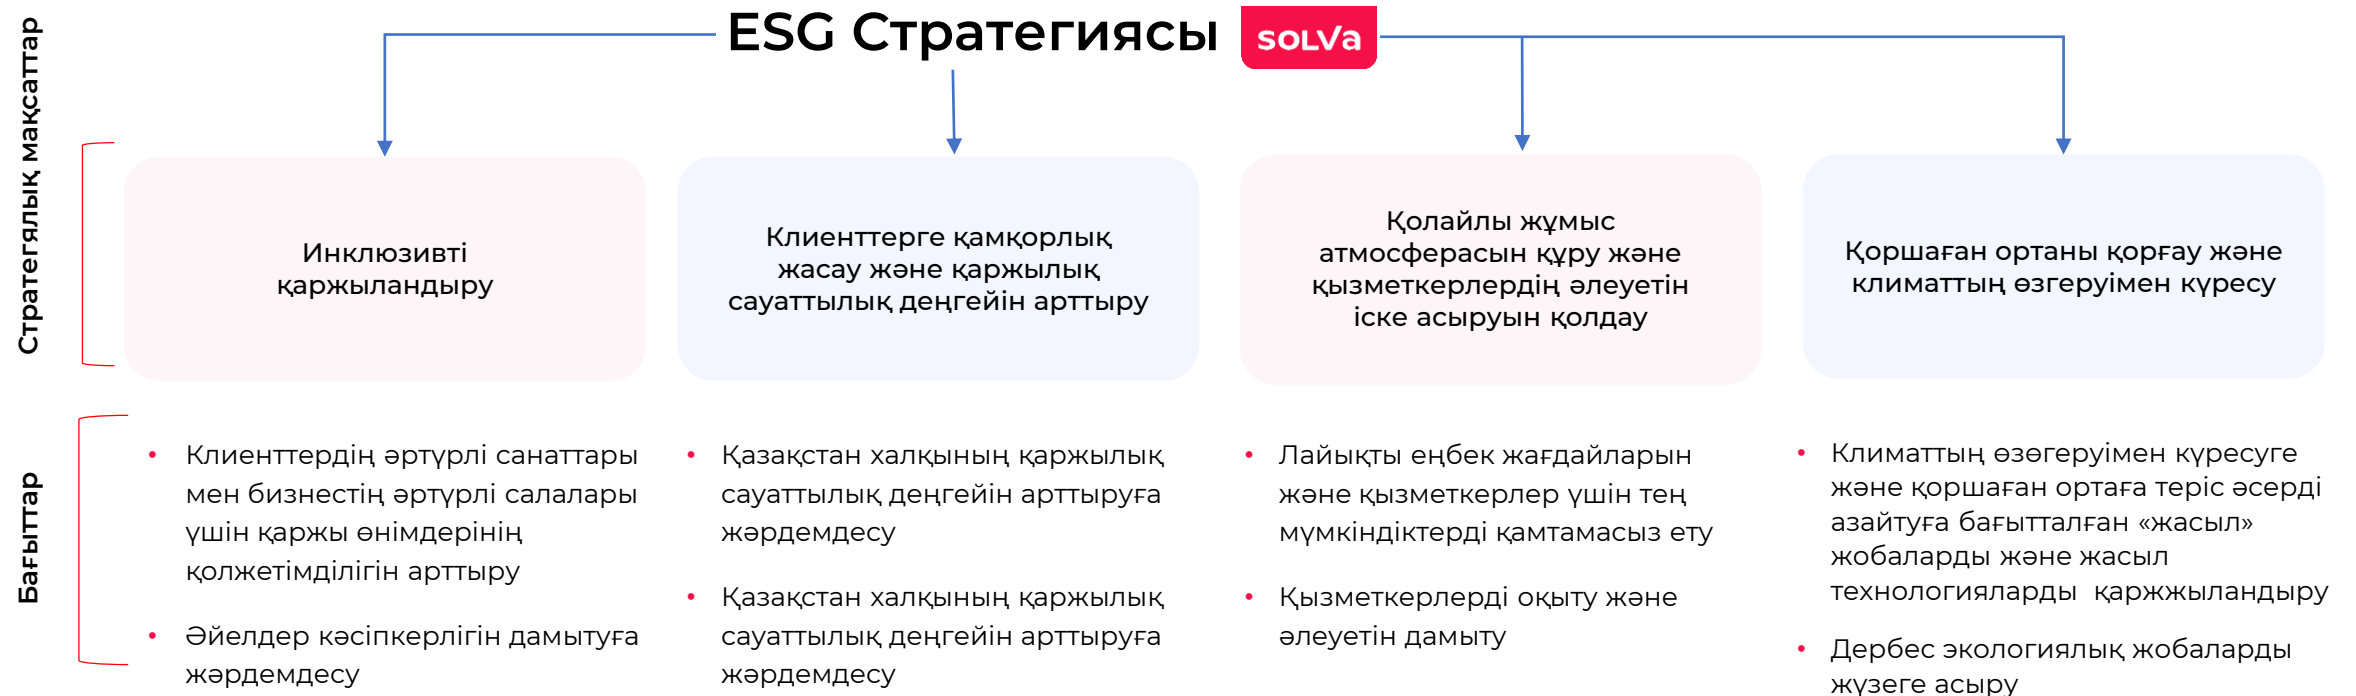 ESG Стратегиясы
soLVa
Стратегялық мақсаттар
Инклюзивті
қаржыландыру
Клиенттерге қамқорлық
жасау және қаржылық
сауаттылық деңгейін арттыру
Қолайлы жұмыс
атмосферасын құру және
қызметкерлердің әлеуетін
іске асыруын қолдау
Қоршаған ортаны қорғау және
климаттың өзгеруімен күресу
Бағыттар
• Клиенттердің әртүрлі санаттары
мен бизнестің әртүрлі салалары
үшін қаржы өнімдерінің
қолжетімділігін арттыру
• Әйелдер кәсіпкерлігін дамытуға
жәрдемдесу
• Қазақстан халқының қаржылық
сауаттылық деңгейін арттыруға
жәрдемдесу
• Қазақстан халқының қаржылық
сауаттылық деңгейін арттыруға
жәрдемдесу
• Лайықты еңбек жағдайларын
және қызметкерлер үшін тең
мүмкіндіктерді қамтамасыз ету
• Қызметкерлерді оқыту және
әлеуетін дамыту
• Климаттың өзөгеруімен күресуге
және қоршаған ортаға теріс әсерді
азайтуға бағытталған «жасыл»
жобаларды және жасыл
технологияларды қаржжыландыру
• Дербес экологиялық жобаларды
жүзеге асыру